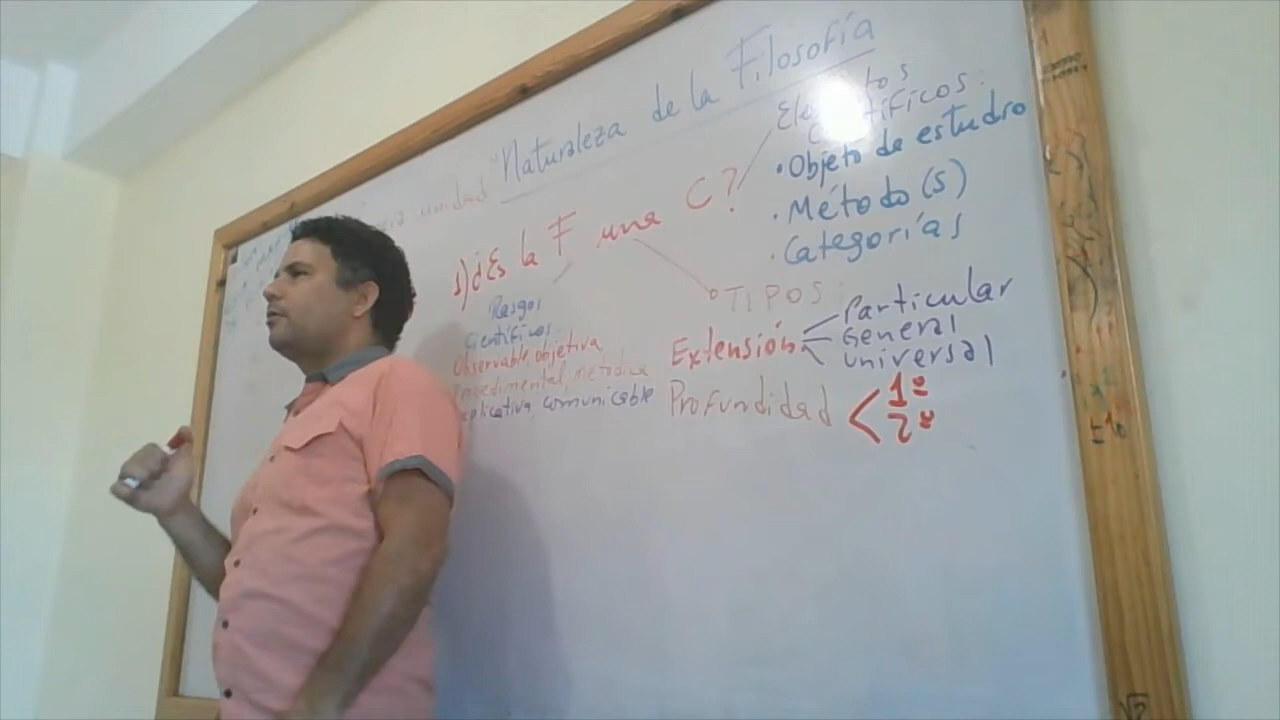 unidad "Naturaleza de la Filosofía
1) ¿Es la F una C?
Elementos
Científicos:
• Objeto de estudio
• Método(s)
• Categorías
Rasgos
Científicos
Observable, objetiva
metódica
explicativa, comunicable
TIPOS:
Extensión < Particular
General
universal
Profundidad < 1º
2º